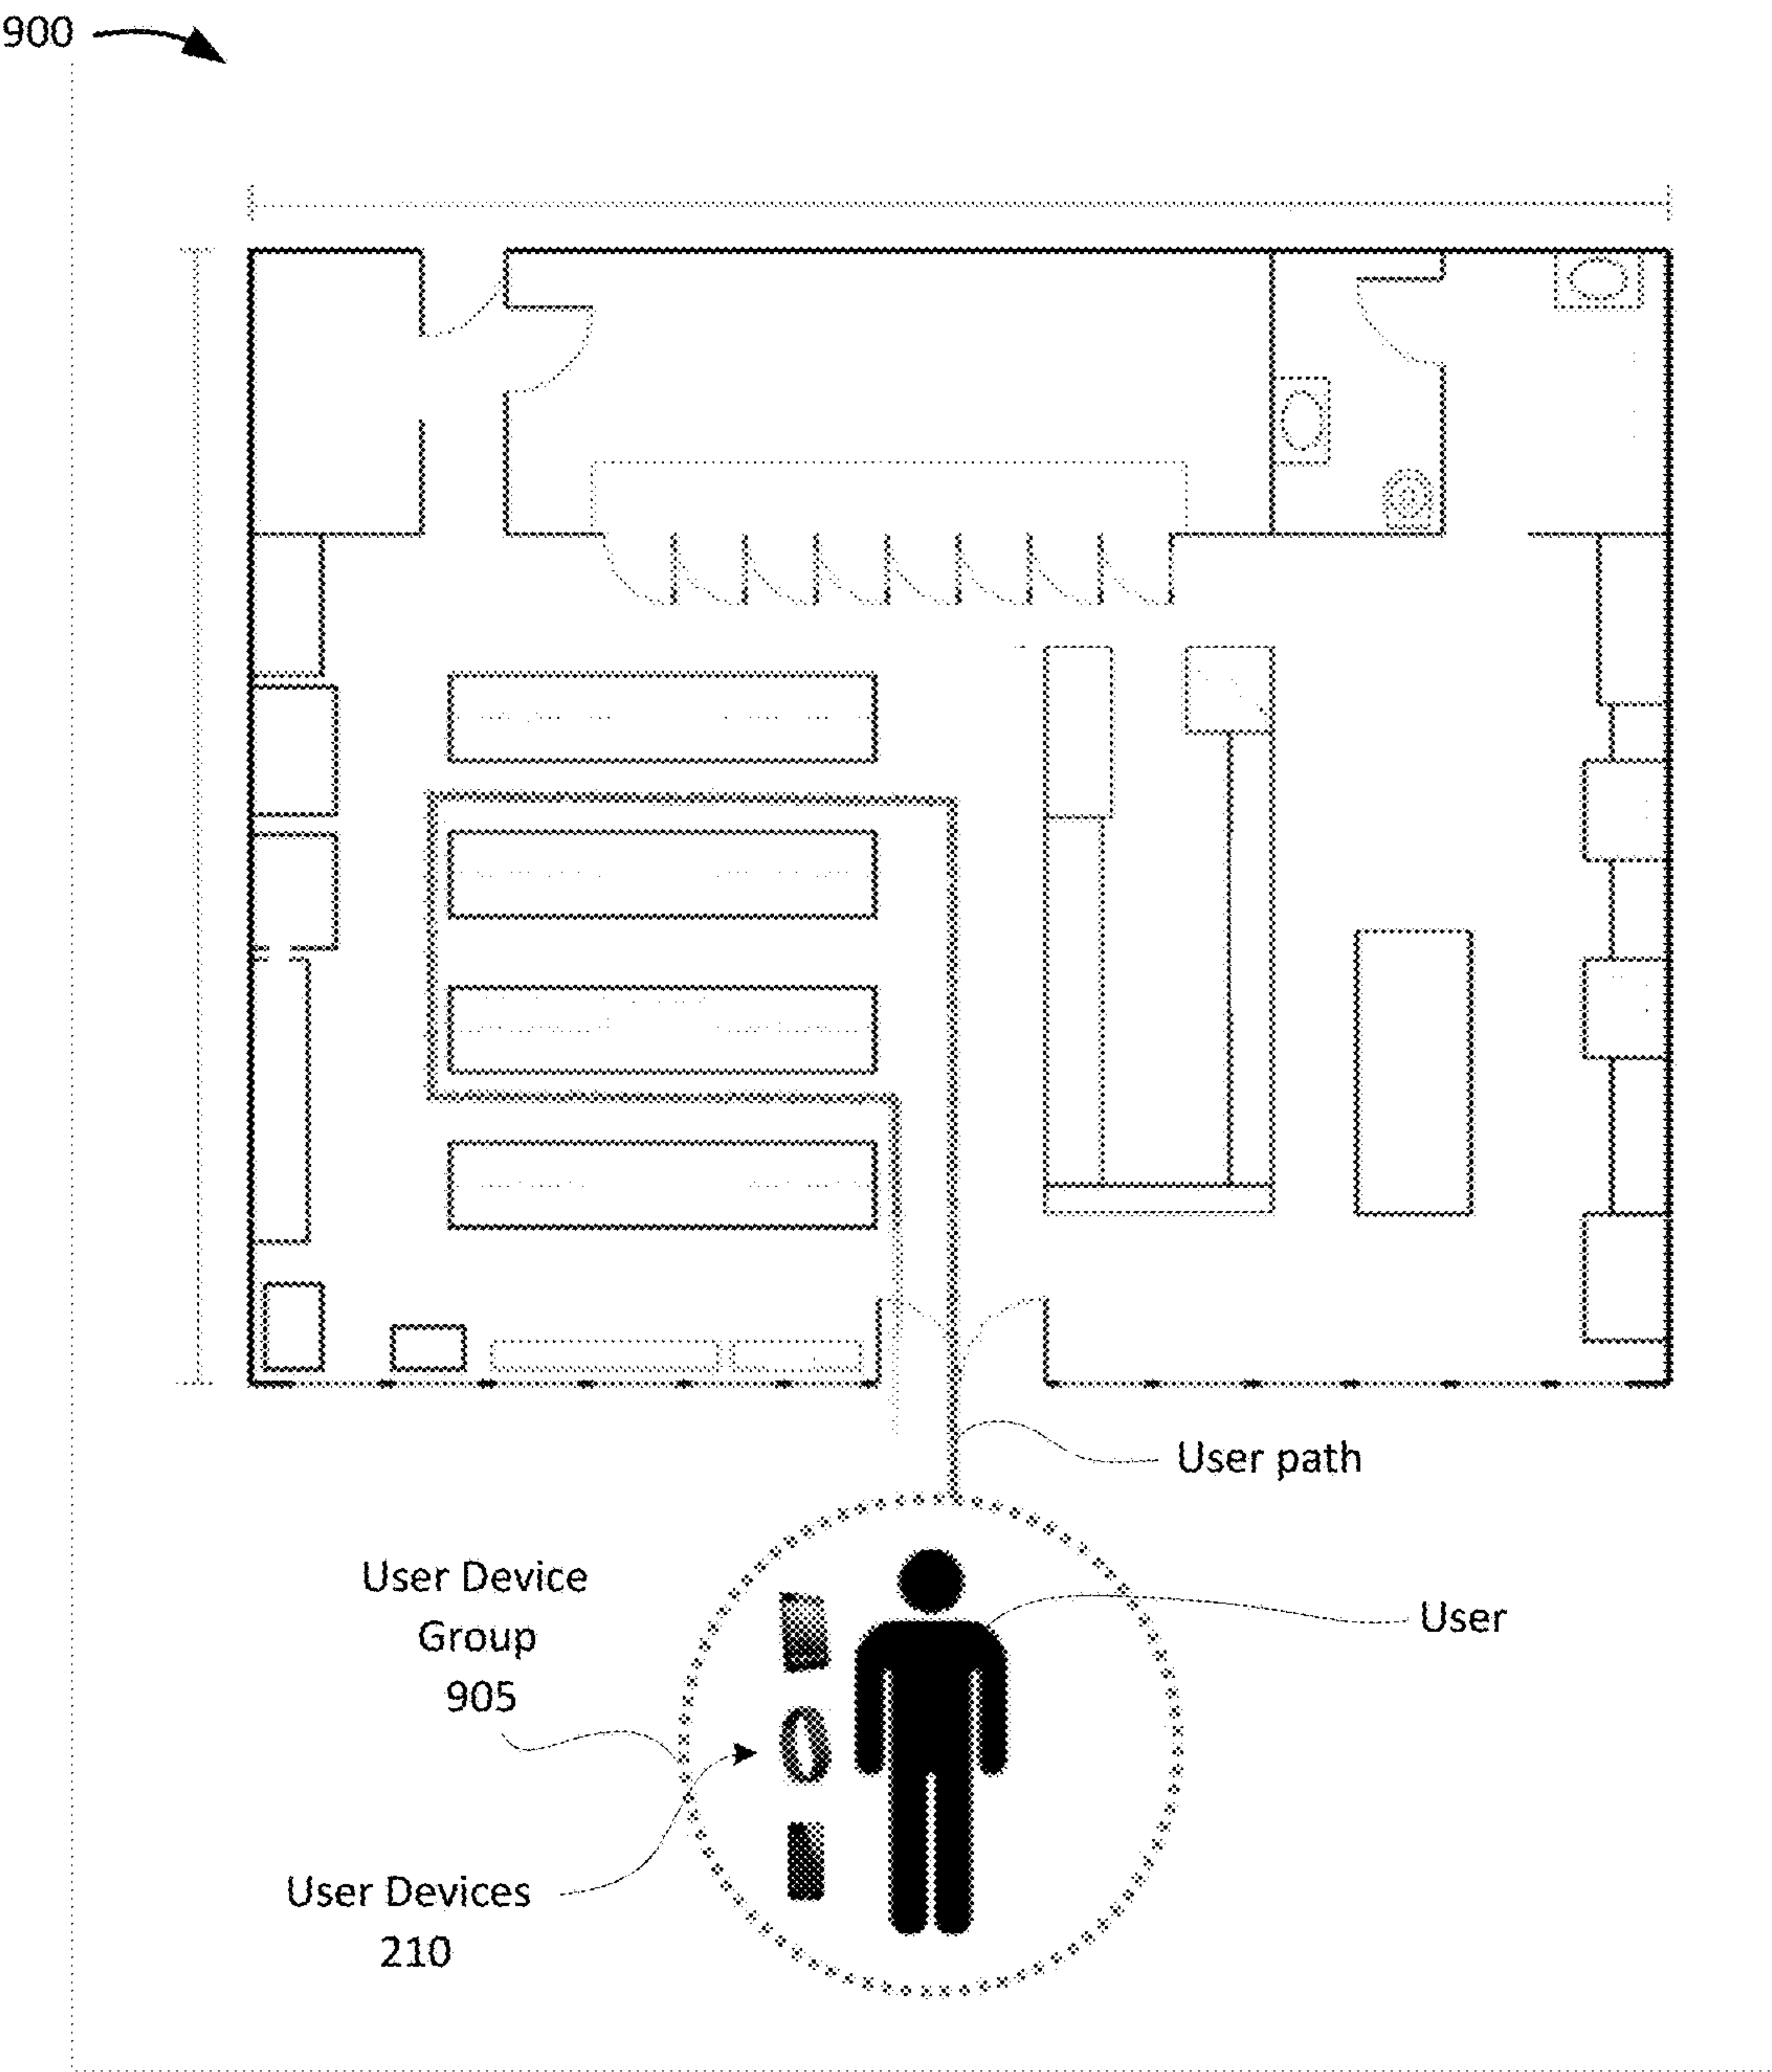 900
User path
User Device
Group
905
User
User Devices
210